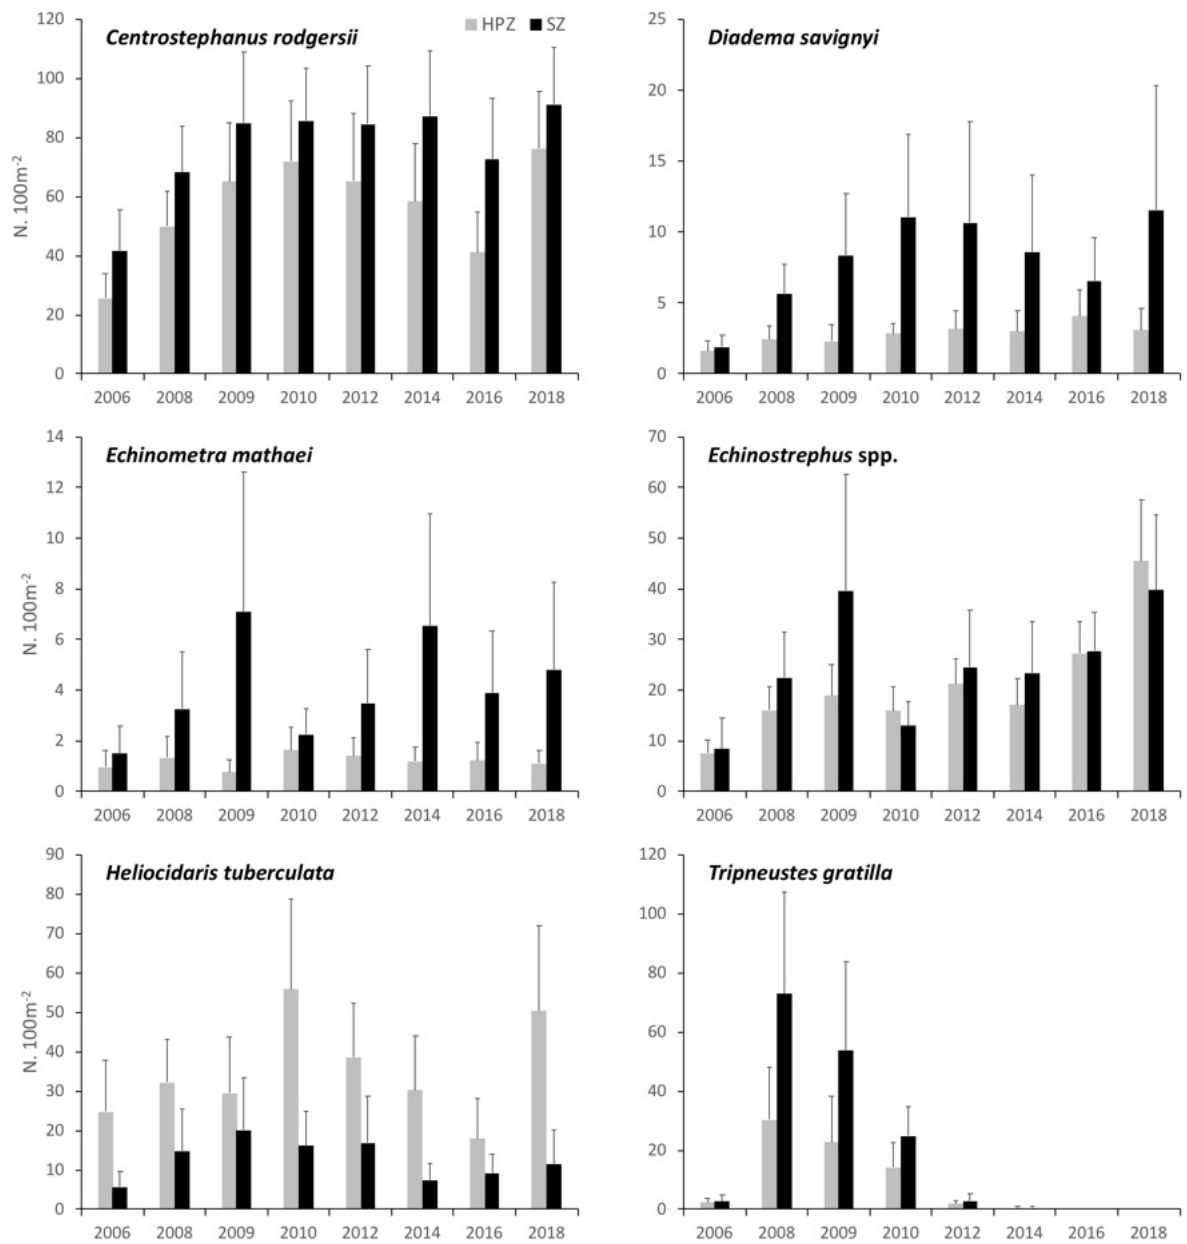 Centrostephanus rodgersii
HPZ SZ
N. 100m-2
120
100
80
60
40
20
0
2006 2008 2009 2010 2012 2014 2016 2018
Diadema savignyi
25
20
15
10
5
0
2006 2008 2009 2010 2012 2014 2016 2018
Echinometra mathaei
N. 100m-2
14
12
10
8
6
4
2
0
2006 2008 2009 2010 2012 2014 2016 2018
Echinostrephus spp.
70
60
50
40
30
20
10
0
2006 2008 2009 2010 2012 2014 2016 2018
Heliocidaris tuberculata
N. 100m-2
90
80
70
60
50
40
30
20
10
0
2006 2008 2009 2010 2012 2014 2016 2018
Tripneustes gratilla
120
100
80
60
40
20
0
2006 2008 2009 2010 2012 2014 2016 2018